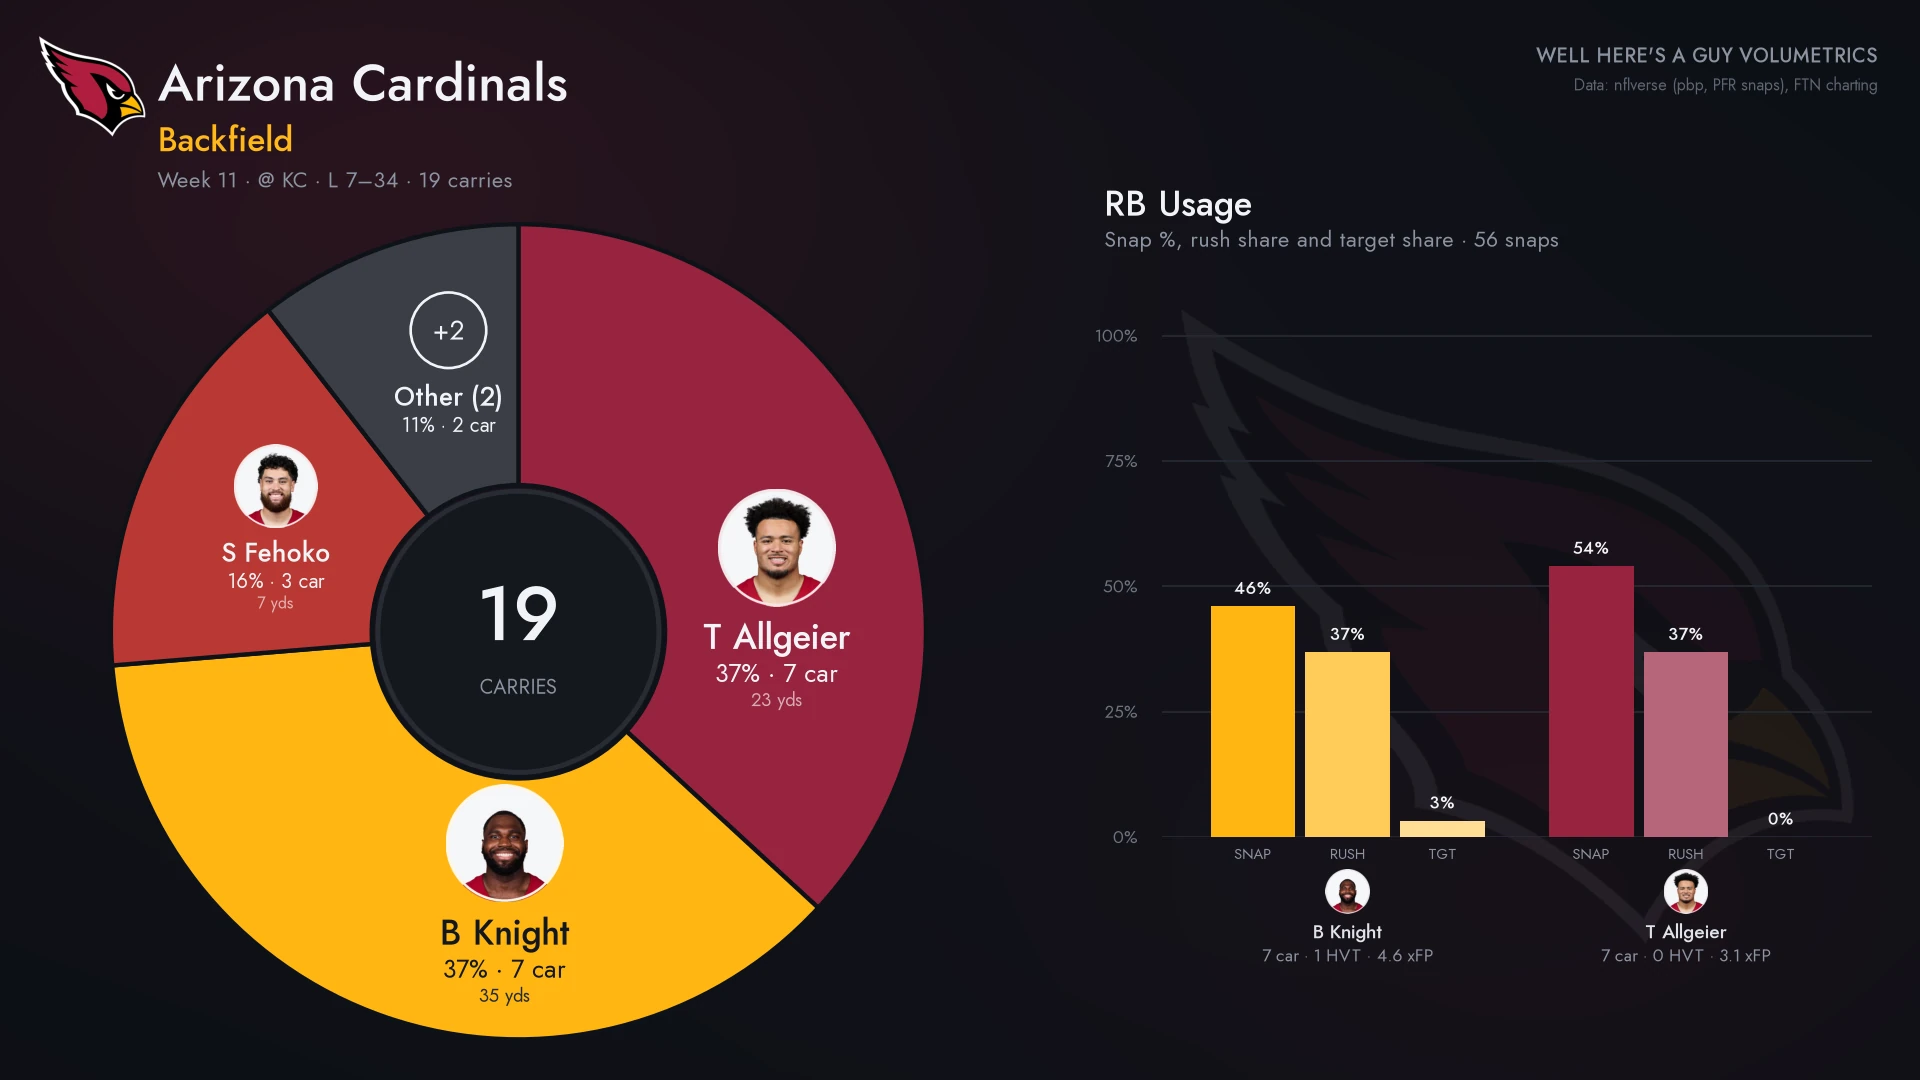 Arizona Cardinals
Backfield
Week 11 · @ KC · L 7–34 · 19 carries
WELL HERE'S A GUY VOLUMETRICS
Data: nflverse (pbp, PFR snaps), FTN charting
+2
Other (2)
11% · 2 car
S Fehoko
16% · 3 car
7 yds
T Allgeier
37% · 7 car
23 yds
19
CARRIES
B Knight
37% · 7 car
35 yds
RB Usage
Snap %, rush share and target share · 56 snaps
100%
75%
50%
25%
0%
46%
37%
3%
54%
37%
0%
SNAP
RUSH
TGT
SNAP
RUSH
TGT
B Knight
7 car · 1 HVT · 4.6 xFP
T Allgeier
7 car · 0 HVT · 3.1 xFP